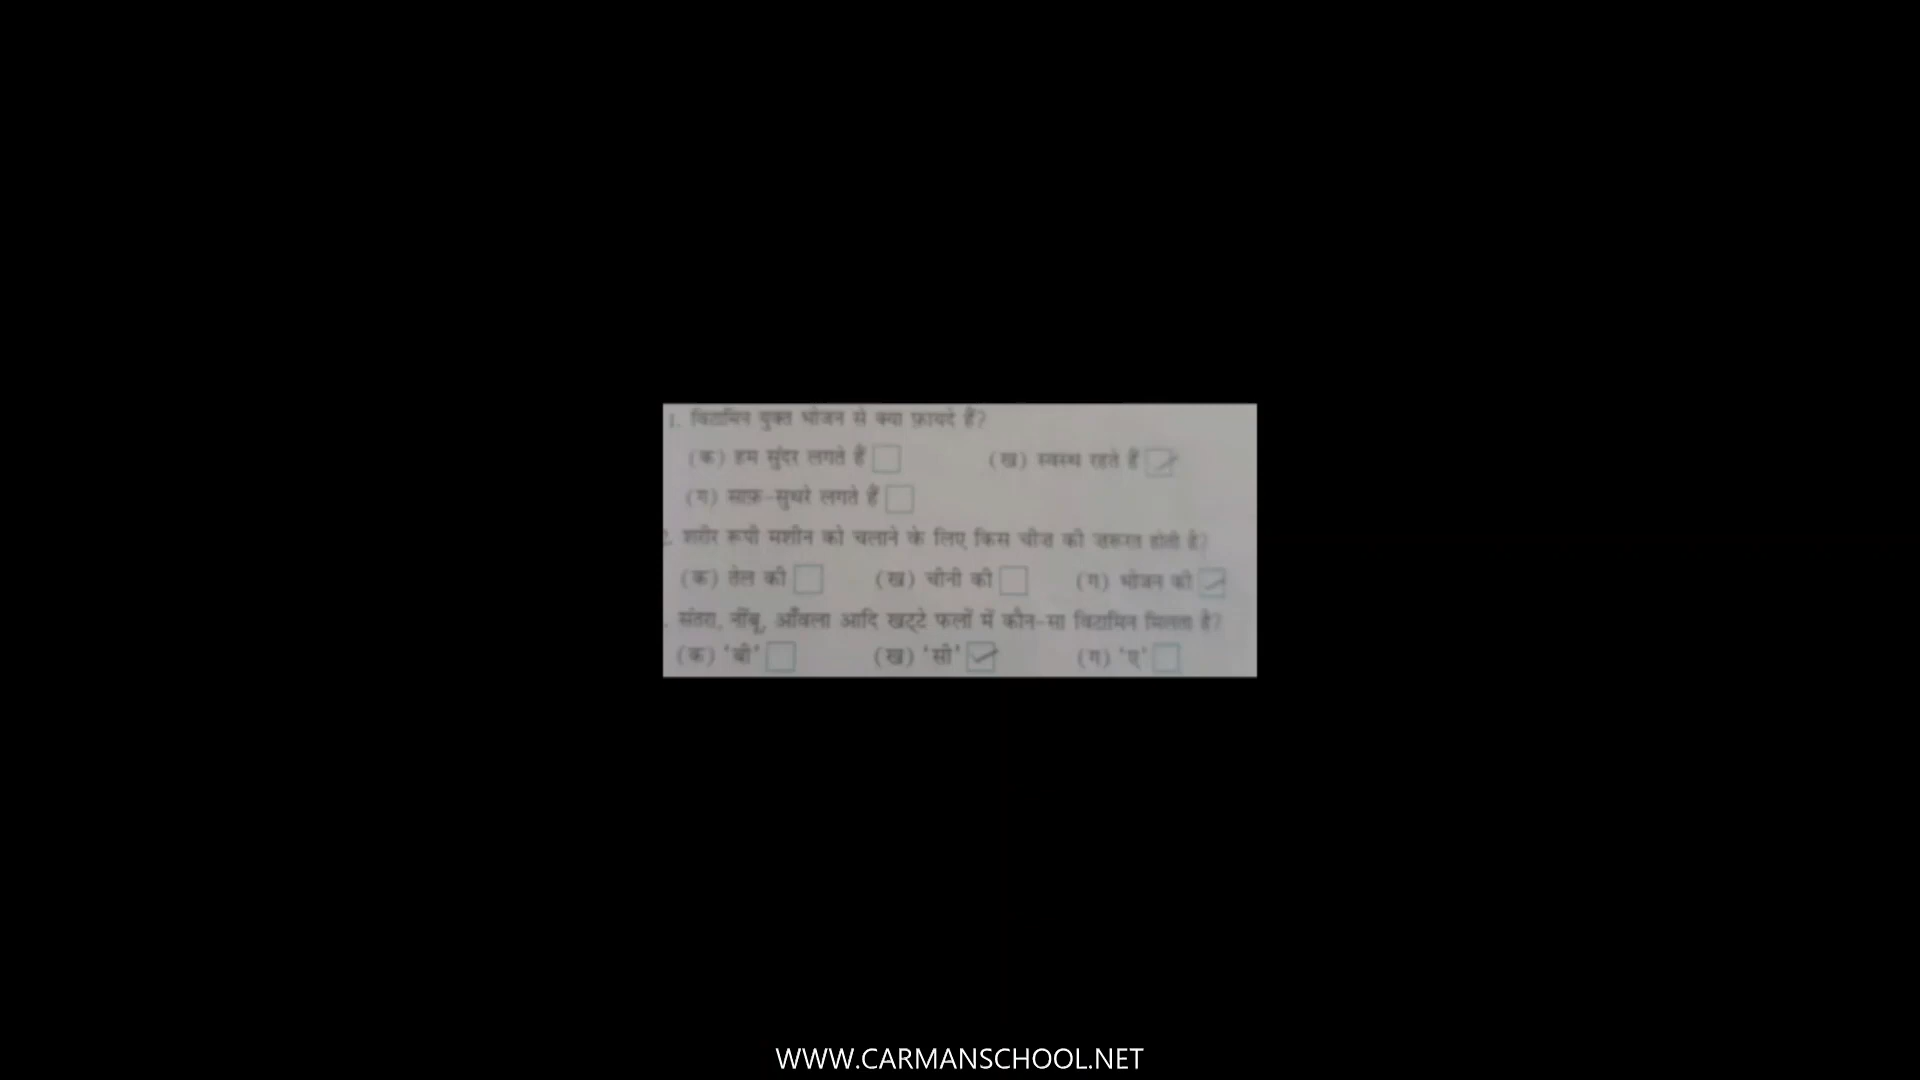 1. विटामिन युक्त भोजन से क्या फ़ायदे हैं?
(क) हम सुंदर लगते हैं (ख) स्वस्थ रहते हैं
(ग) साफ़-सुथरे लगते हैं
2. शरीर रूपी मशीन को चलाने के लिए किस चीज़ की ज़रूरत होती है?
(क) तेल की (ख) चीनी की (ग) भोजन की
. संतरा, नींबू, आँवला आदि खट्टे फलों में कौन-सा विटामिन मिलता है?
(क) 'बी' (ख) 'सी' (ग) 'ए'
WWW.CARMANSCHOOL.NET